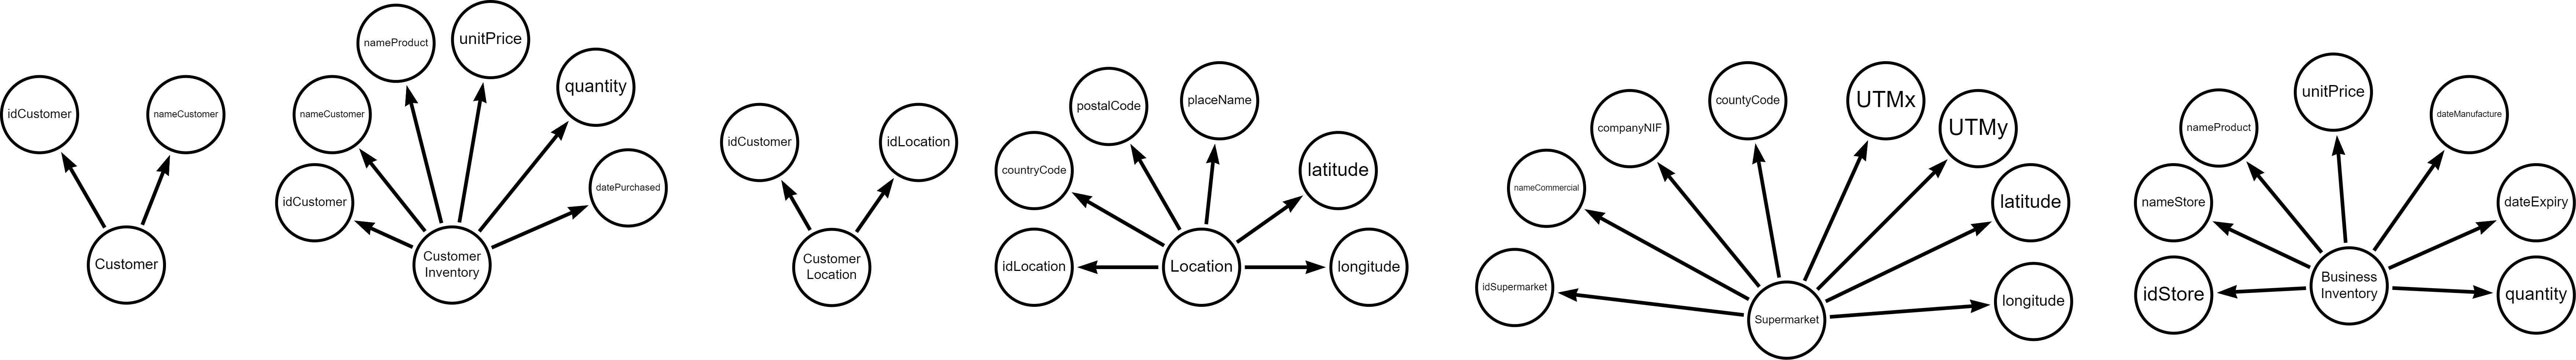 idCustomer
nameCustomer
Customer
idCustomer
nameCustomer
nameProduct
unitPrice
quantity
datePurchased
Customer
Inventory
idCustomer
idLocation
Customer
Location
idLocation
countryCode
postalCode
placeName
latitude
longitude
Location
idSupermarket
nameCommercial
companyNIF
countyCode
UTMx
UTMy
latitude
longitude
Supermarket
idStore
nameStore
nameProduct
unitPrice
dateManufacture
dateExpiry
quantity
Business
Inventory